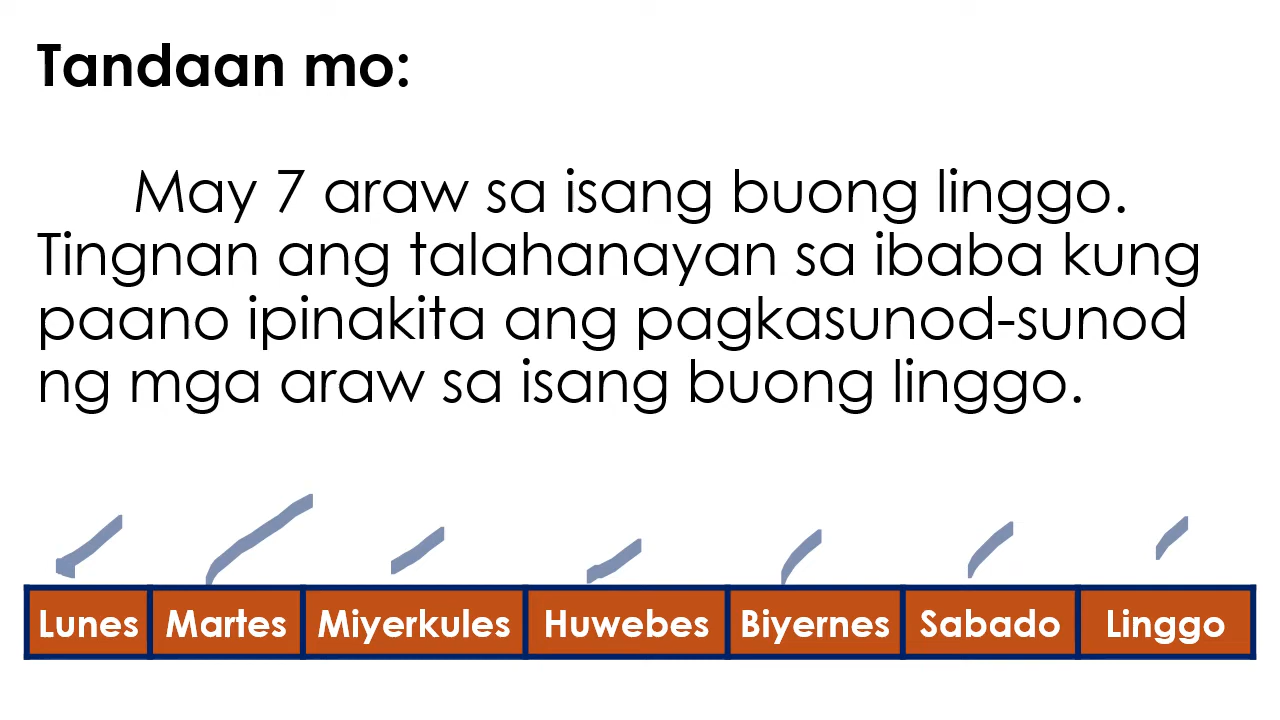 Tandaan mo:
May 7 araw sa isang buong linggo.
Tingnan ang talahanayan sa ibaba kung
paano ipinakita ang pagkasunod-sunod
ng mga araw sa isang buong linggo.
Lunes Martes Miyerkules Huwebes Biyernes Sabado Linggo